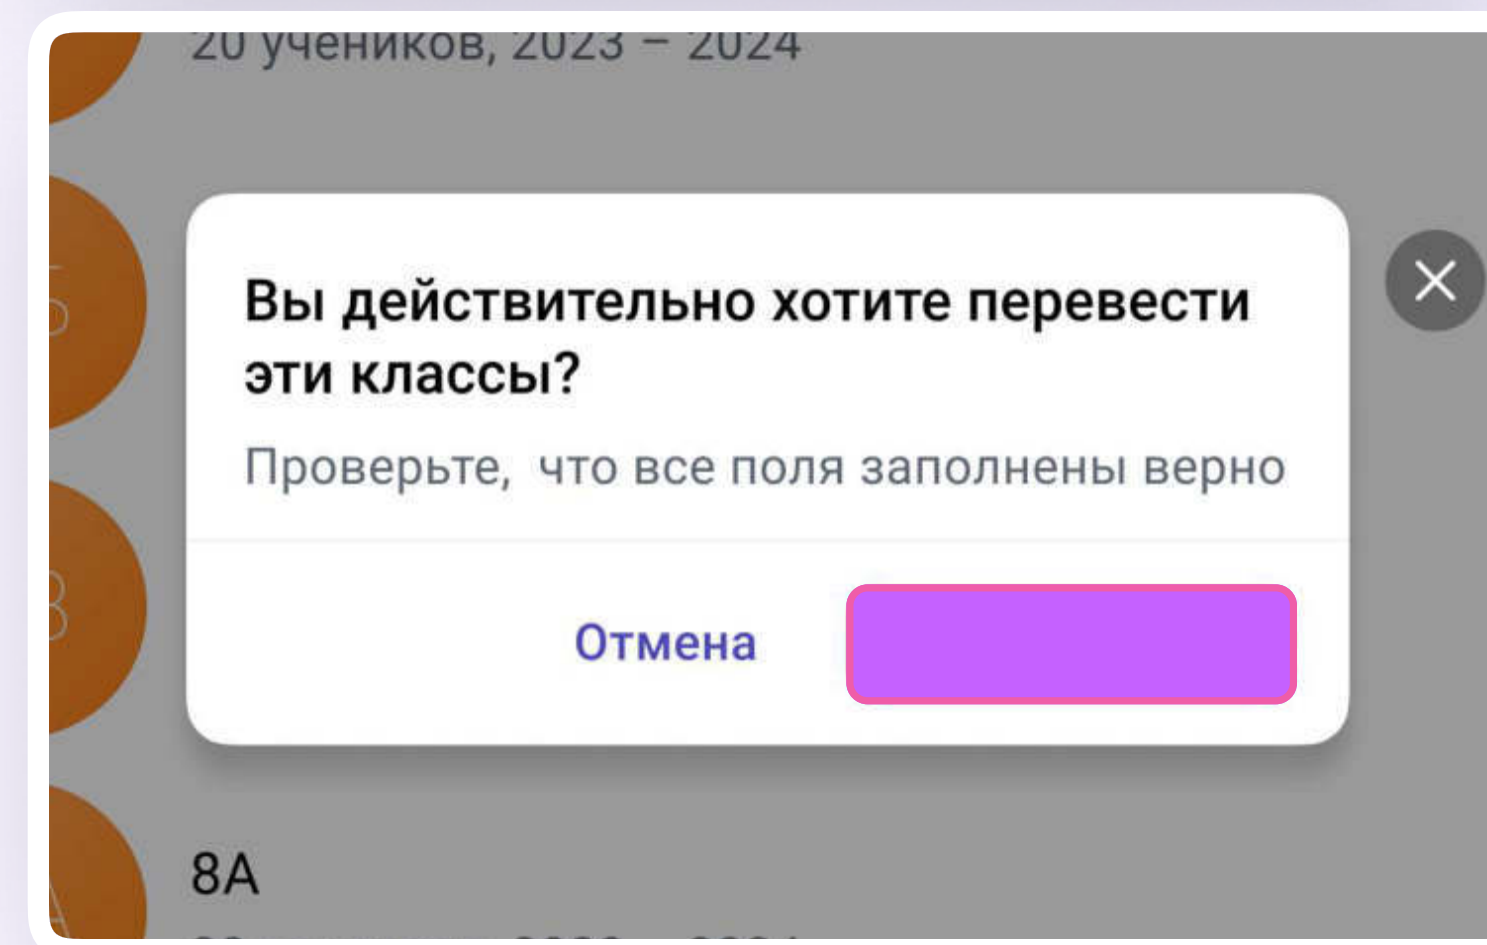 20 учеников, 2023 – 2024
Вы действительно хотите перевести
эти классы?
Проверьте, что все поля заполнены верно
Отмена
8А